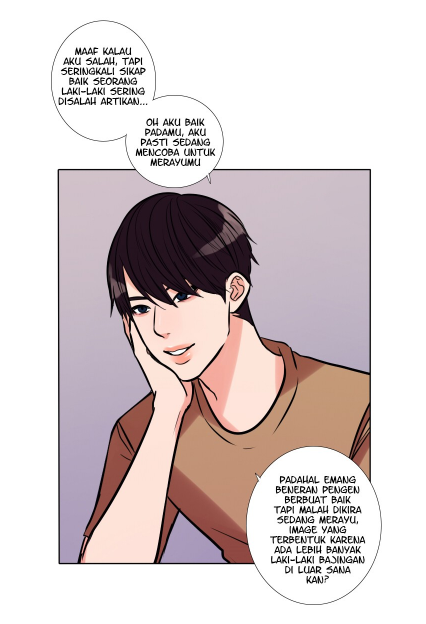 MAAF KALAU
AKU SALAH, TAPI
SERINGKALI SIKAP
BAIK SEORANG
LAKI-LAKI SERING
DISALAH ARTIKAN...
OH AKU BAIK
PADAMU, AKU
PASTI SEDANG
MENCOBA UNTUK
MERAYUMU
PADAHAL EMANG
BENERAN PENGEN
BERBUAT BAIK
TAPI MALAH DIKIRA
SEDANG MERAYU,
IMAGE YANG
TERBENTUK KARENA
ADA LEBIH BANYAK
LAKI-LAKI BAJINGAN
DI LUAR SANA
KAN?